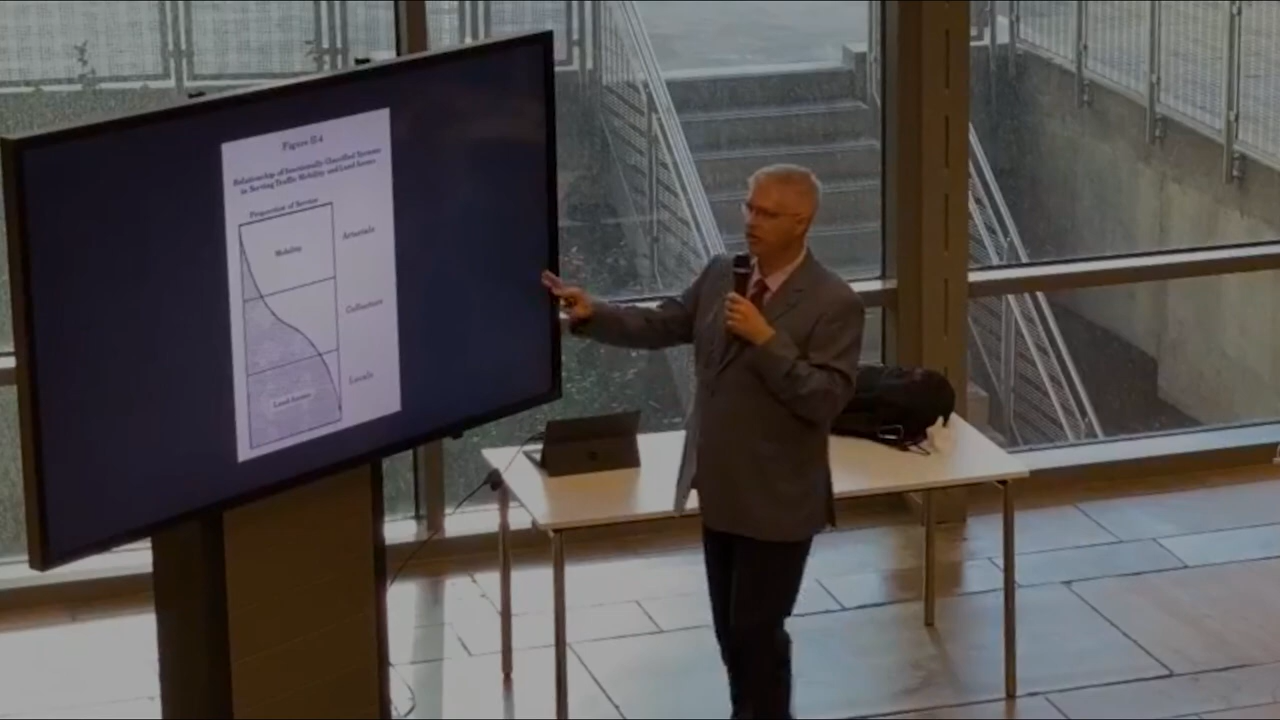 Figure II-4
Relationship of Functionally Classified Systems
in Serving Traffic Mobility and Land Access
Proportion of Service
Mobility
Arterials
Collectors
Locals
Land Access